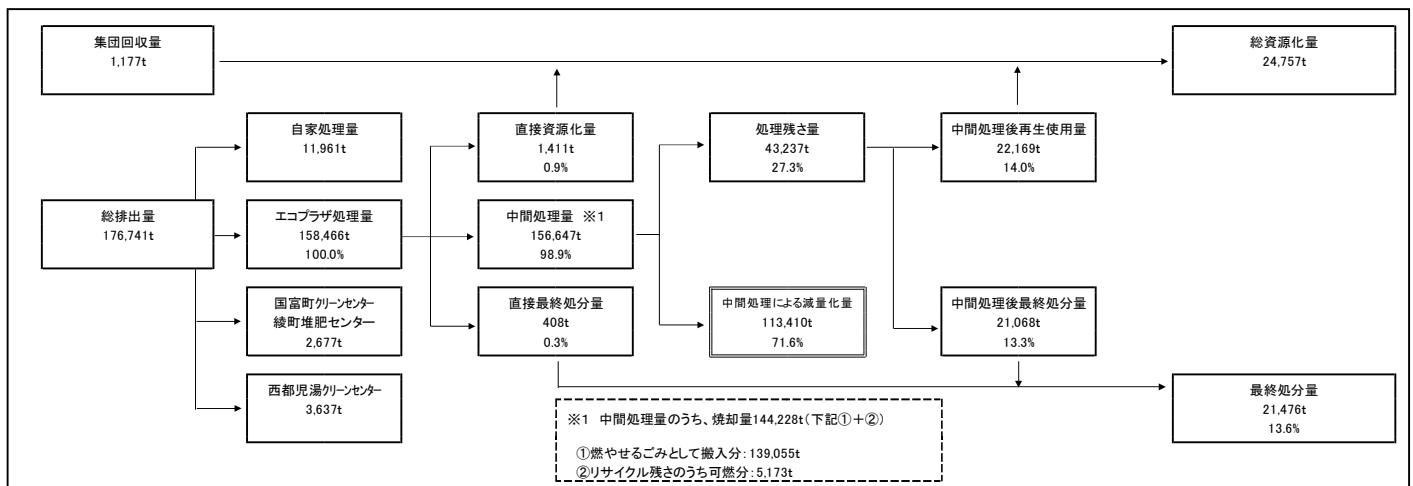 集団回収量
1,177t
総資源化量
24,757t
自家処理量
11,961t
直接資源化量
1,411t
0.9%
処理残さ量
43,237t
27.3%
中間処理後再生使用量
22,169t
14.0%
総排出量
176,741t
エコプラザ処理量
158,466t
100.0%
中間処理量 ※1
156,647t
98.9%
国富町クリーンセンター
綾町堆肥センター
2,677t
直接最終処分量
408t
0.3%
中間処理による減量化量
113,410t
71.6%
中間処理後最終処分量
21,068t
13.3%
西都児湯クリーンセンター
3,637t
最終処分量
21,476t
13.6%
※1 中間処理量のうち、焼却量144,228t(下記①+②)
①燃やせるごみとして搬入分:139,055t
②リサイクル残さのうち可燃分:5,173t